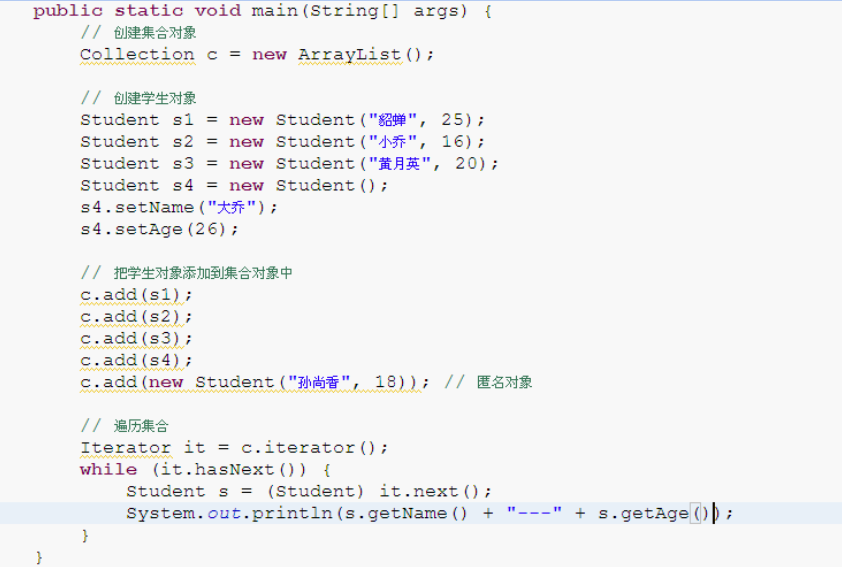 public static void main(String[] args) {
// 创建集合对象
Collection c = new ArrayList();
// 创建学生对象
Student s1 = new Student("貂蝉", 25);
Student s2 = new Student("小乔", 16);
Student s3 = new Student("黄月英", 20);
Student s4 = new Student();
s4.setName("大乔");
s4.setAge(26);
// 把学生对象添加到集合对象中
c.add(s1);
c.add(s2);
c.add(s3);
c.add(s4);
c.add(new Student("孙尚香", 18)); // 匿名对象
// 遍历集合
Iterator it = c.iterator();
while (it.hasNext()) {
Student s = (Student) it.next();
System.out.println(s.getName() + "---" + s.getAge());
}
}